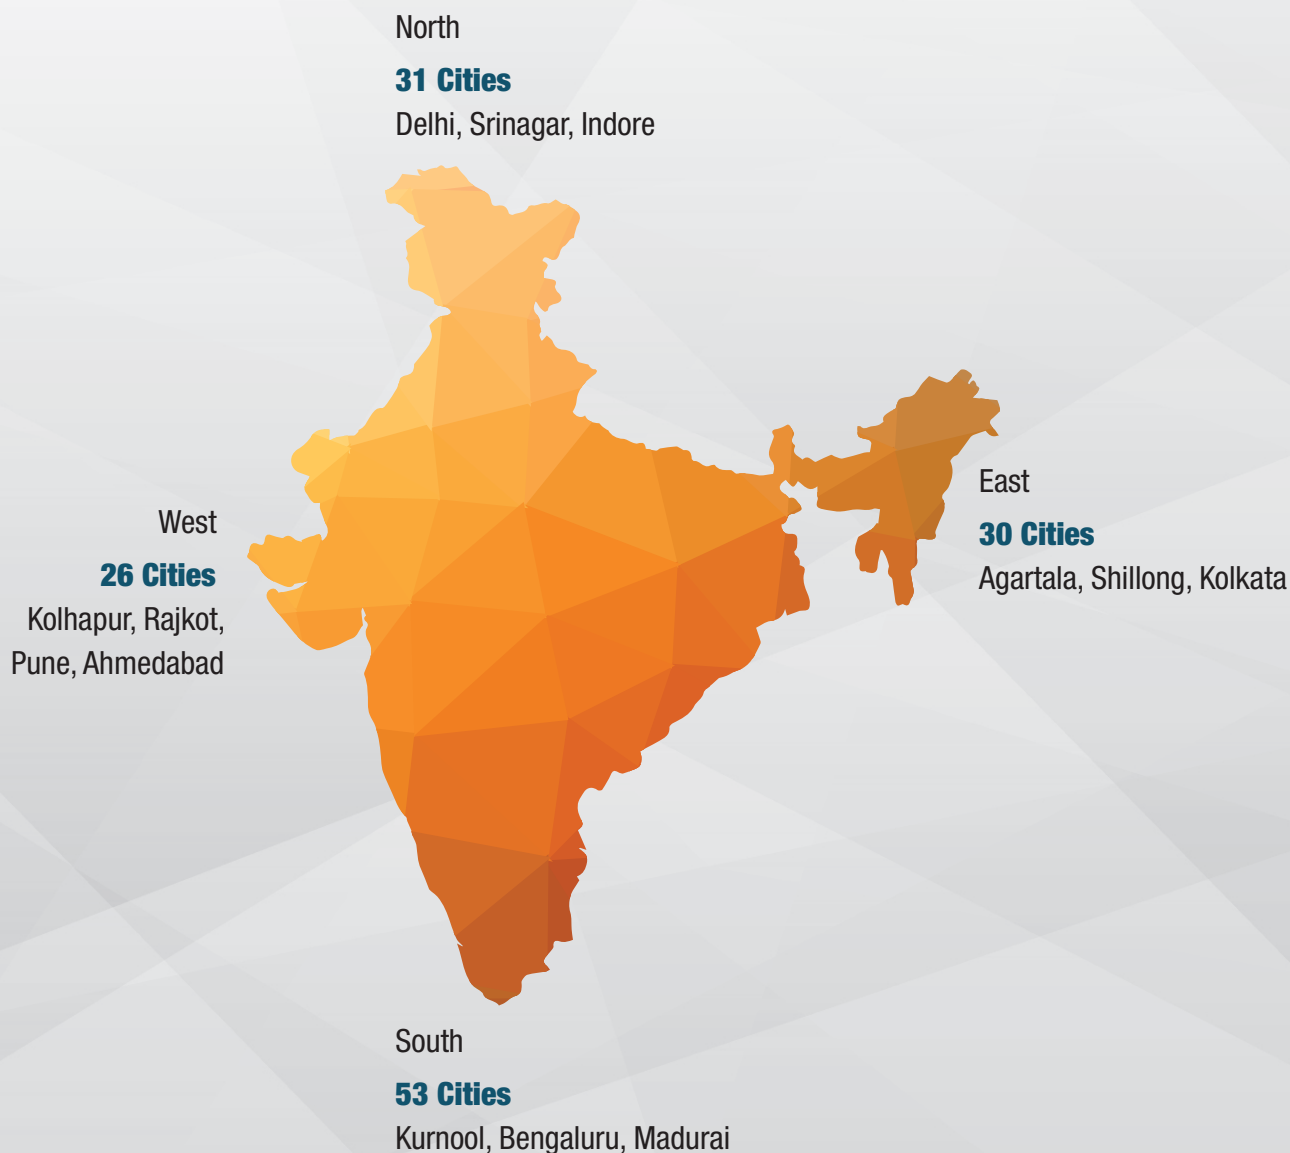 North
31 Cities
Delhi, Srinagar, Indore
West
26 Cities
Kolhapur, Rajkot,
Pune, Ahmedabad
East
30 Cities
Agartala, Shillong, Kolkata
South
53 Cities
Kurnool, Bengaluru, Madurai